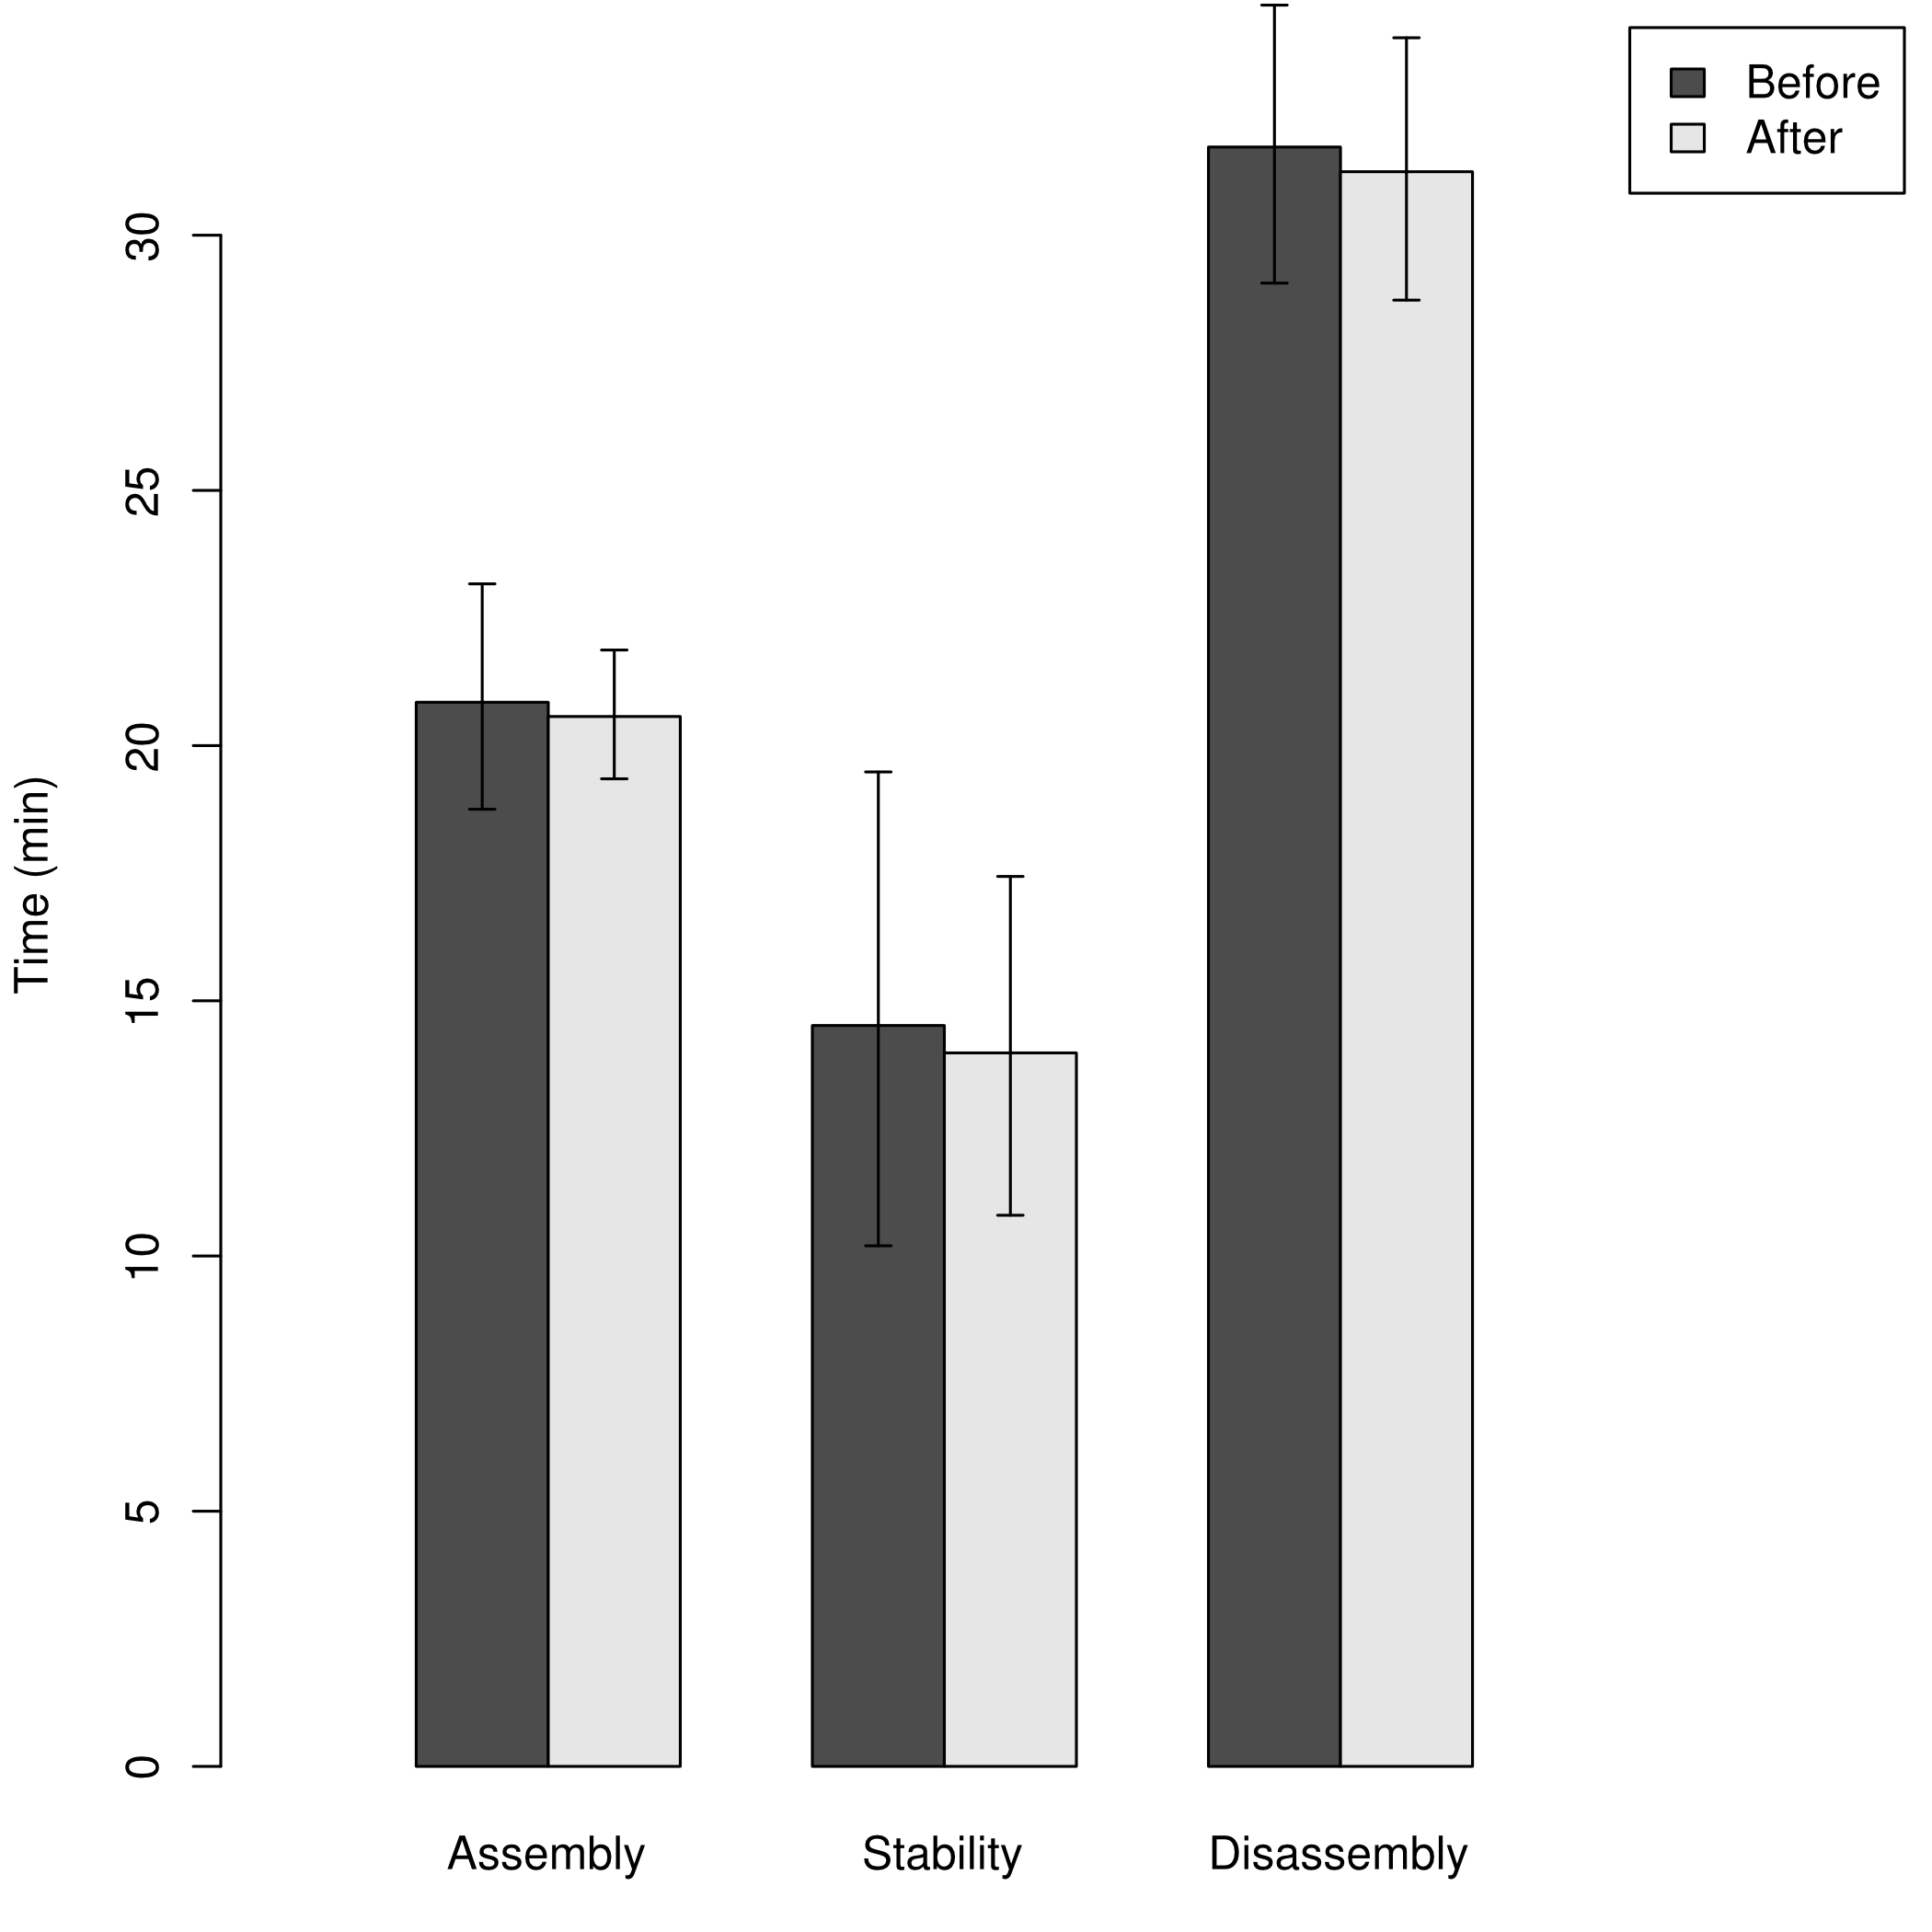 Before
After
Time (min)
30
25
20
15
10
5
0
Assembly
Stability
Disassembly